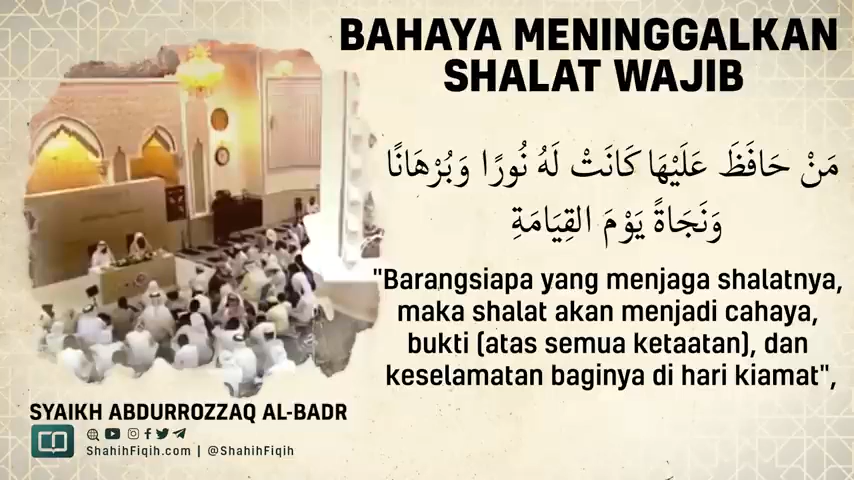 BAHAYA MENINGGALKAN
SHALAT WAJIB
مَنْ حَافَظَ عَلَيْهَا كَانَتْ لَهُ نُورًا وَبُرْهَانًا
وَنَجَاةً يَوْمَ القِيَامَةِ
"Barangsiapa yang menjaga shalatnya,
maka shalat akan menjadi cahaya,
bukti (atas semua ketaatan), dan
keselamatan baginya di hari kiamat",
SYAIKH ABDURROZZAQ AL-BADR
ShahihFiqih.com | @ShahihFiqih